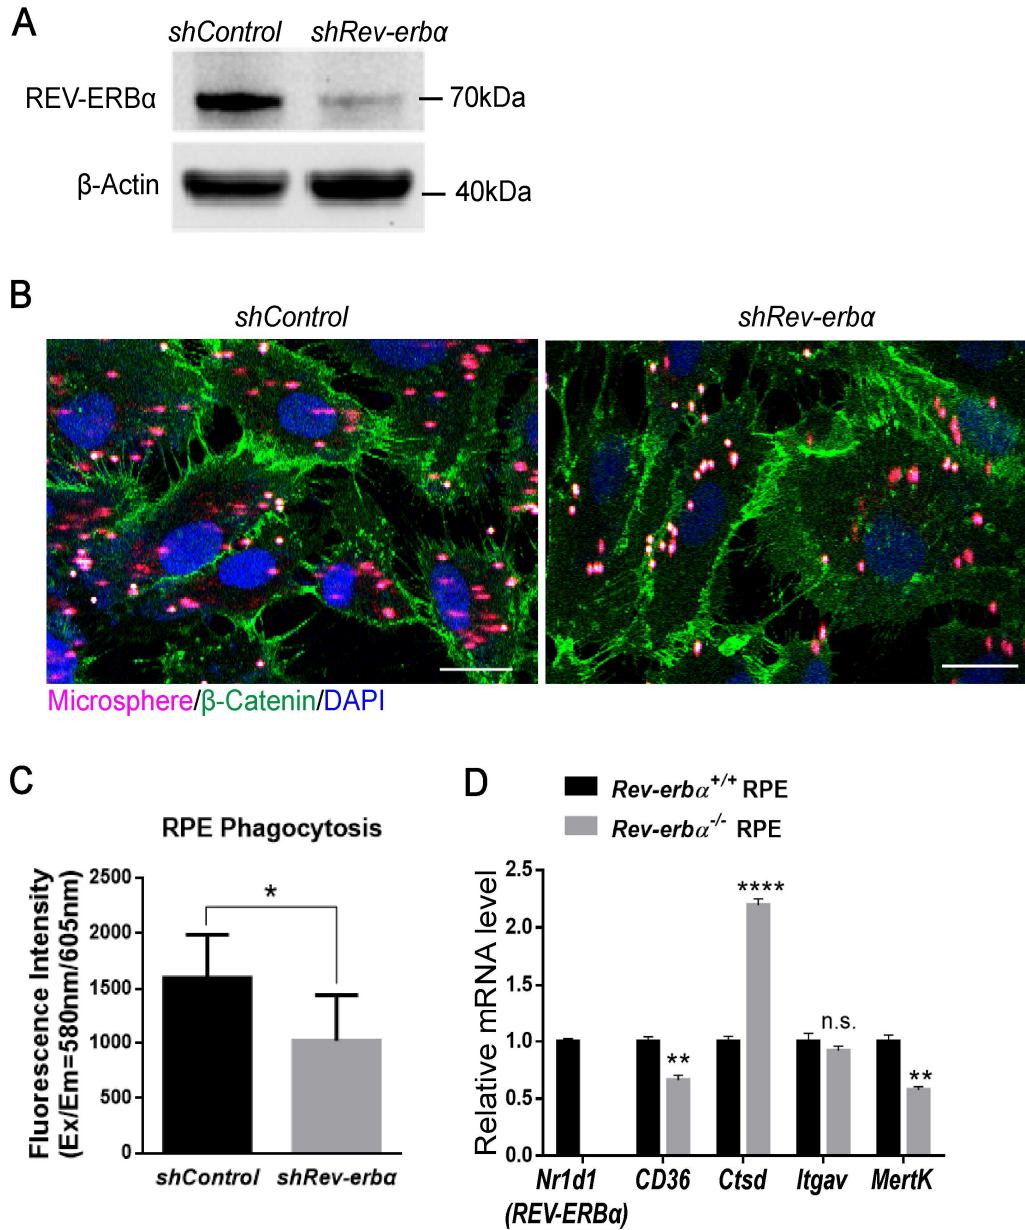 A
shControl shRev-erbα
REV-ERBα
70kDa
β-Actin
40kDa
B
shControl
shRev-erbα
Microsphere/β-Catenin/DAPI
C
RPE Phagocytosis
Fluorescence Intensity
(Ex/Em=580nm/605nm)
2500
2000
1500
1000
500
0
*
shControl shRev-erbα
D
Rev-erbα+/+ RPE
Rev-erbα-/- RPE
Relative mRNA level
2.5
2.0
1.5
1.0
0.5
0.0
**
****
n.s.
**
Nr1d1 CD36 Ctsd Itgav MertK
(REV-ERBα)